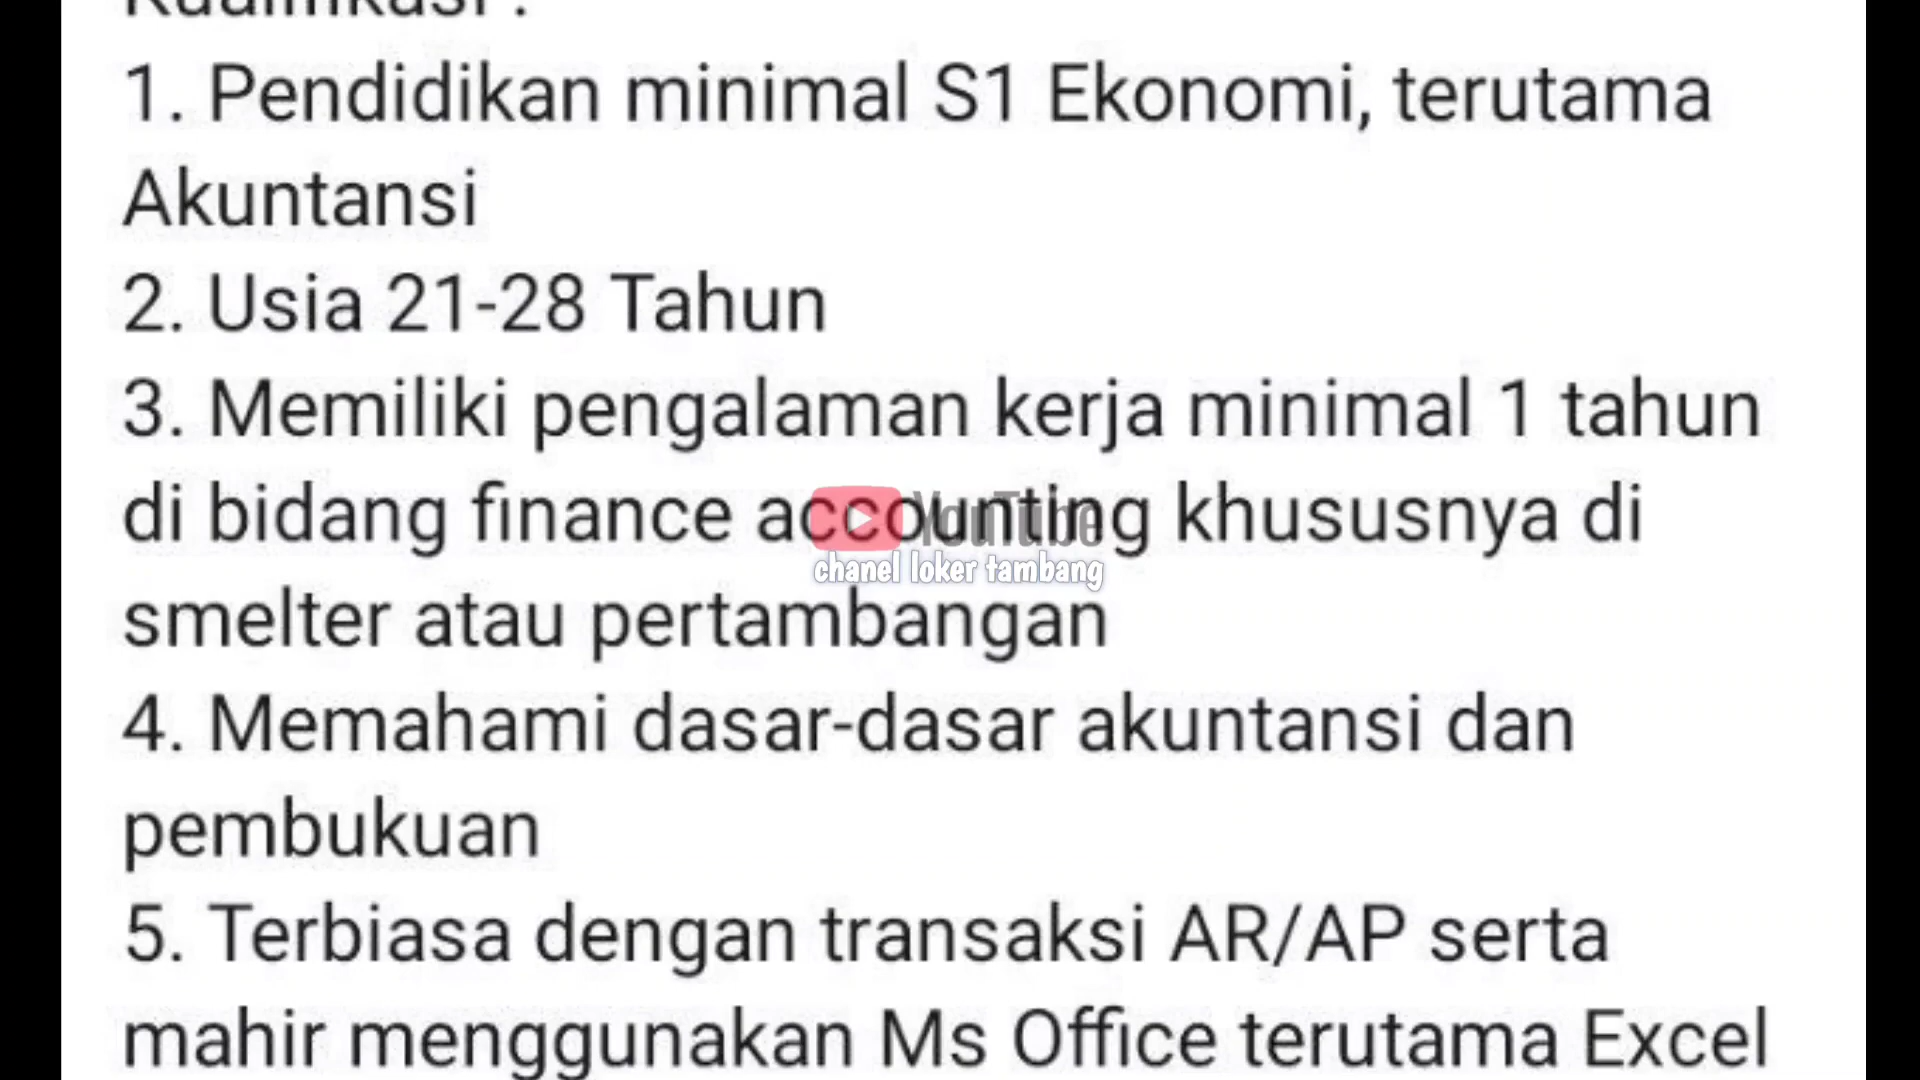 Kualifikasi :
1. Pendidikan minimal S1 Ekonomi, terutama
Akuntansi
2. Usia 21-28 Tahun
3. Memiliki pengalaman kerja minimal 1 tahun
di bidang finance accounting khususnya di
YouTube
chanel loker tambang
smelter atau pertambangan
4. Memahami dasar-dasar akuntansi dan
pembukuan
5. Terbiasa dengan transaksi AR/AP serta
mahir menggunakan Ms Office terutama Excel